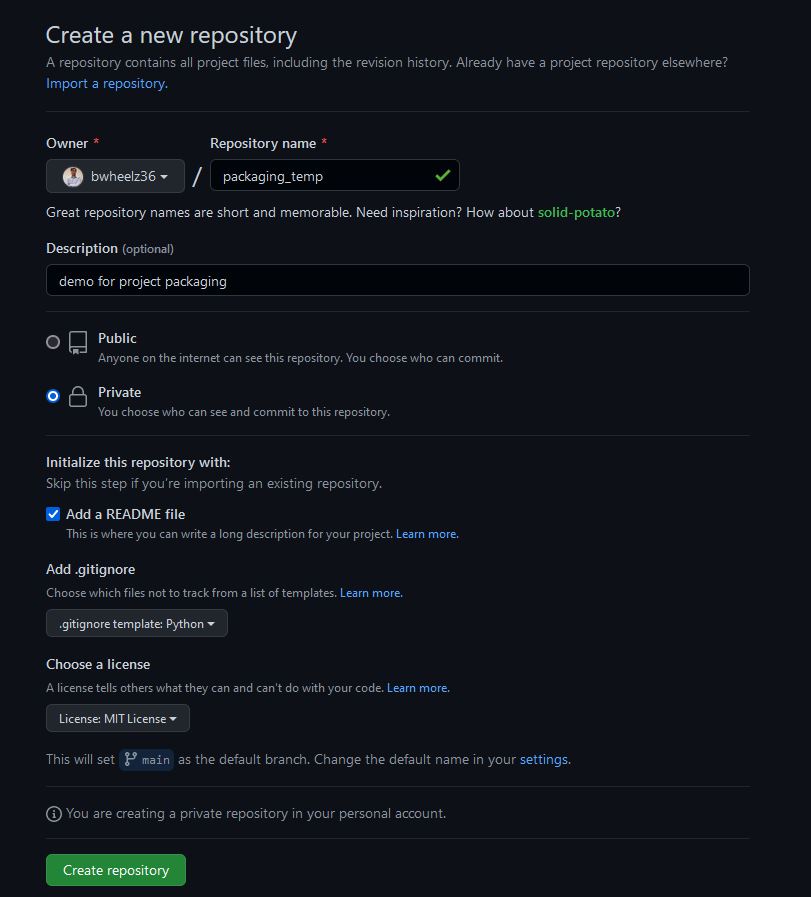 Create a new repository
A repository contains all project files, including the revision history. Already have a project repository elsewhere?
Import a repository.
Owner * Repository name *
bwheelz36 / packaging_temp
Great repository names are short and memorable. Need inspiration? How about solid-potato?
Description (optional)
demo for project packaging
Public
Anyone on the internet can see this repository. You choose who can commit.
Private
You choose who can see and commit to this repository.
Initialize this repository with:
Skip this step if you're importing an existing repository.
Add a README file
This is where you can write a long description for your project. Learn more.
Add .gitignore
Choose which files not to track from a list of templates. Learn more.
.gitignore template: Python
Choose a license
A license tells others what they can and can't do with your code. Learn more.
License: MIT License
This will set main as the default branch. Change the default name in your settings.
You are creating a private repository in your personal account.
Create repository